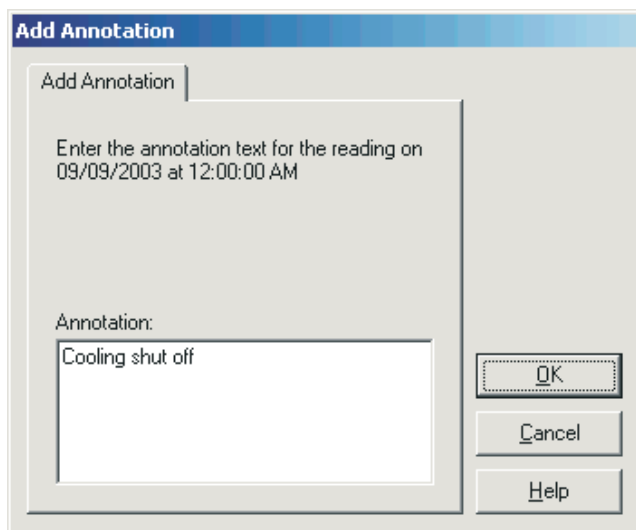 Add Annotation
Add Annotation
Enter the annotation text for the reading on
09/09/2003 at 12:00:00 AM
Annotation:
Cooling shut off
OK
Cancel
Help